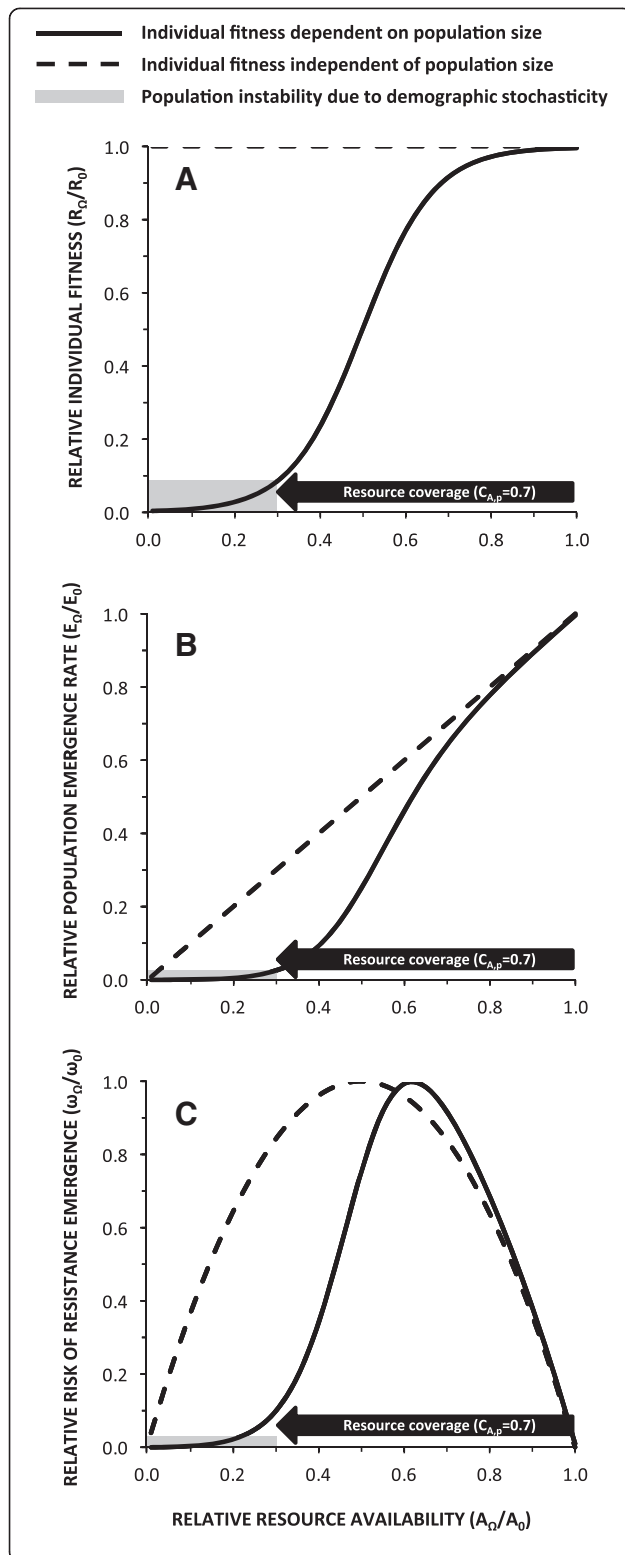 Individual fitness dependent on population size
Individual fitness independent of population size
Population instability due to demographic stochasticity
A
RELATIVE INDIVIDUAL FITNESS (R_Ω/R_0)
1.0
0.8
0.6
0.4
0.2
0.0
Resource coverage (C_A,p=0.7)
0.0 0.2 0.4 0.6 0.8 1.0
B
RELATIVE POPULATION EMERGENCE RATE (E_Ω/E_0)
1.0
0.8
0.6
0.4
0.2
0.0
Resource coverage (C_A,p=0.7)
0.0 0.2 0.4 0.6 0.8 1.0
C
RELATIVE RISK OF RESISTANCE EMERGENCE (ω_Ω/ω_0)
1.0
0.8
0.6
0.4
0.2
0.0
Resource coverage (C_A,p=0.7)
0.0 0.2 0.4 0.6 0.8 1.0
RELATIVE RESOURCE AVAILABILITY (A_Ω/A_0)